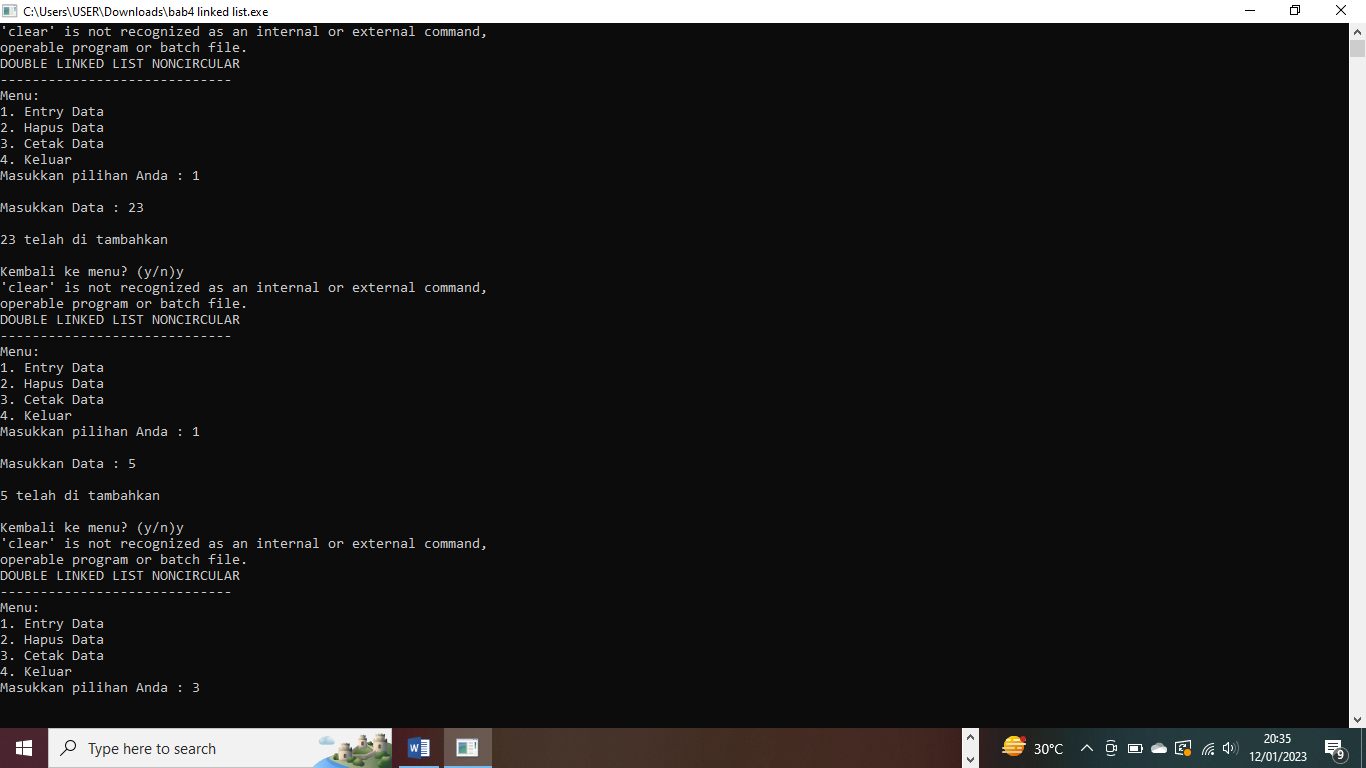 C:\Users\USER\Downloads\bab4 linked list.exe
'clear' is not recognized as an internal or external command,
operable program or batch file.
DOUBLE LINKED LIST NONCIRCULAR
-----------------------------
Menu:
1. Entry Data
2. Hapus Data
3. Cetak Data
4. Keluar
Masukkan pilihan Anda : 1
Masukkan Data : 23
23 telah di tambahkan
Kembali ke menu? (y/n)y
'clear' is not recognized as an internal or external command,
operable program or batch file.
DOUBLE LINKED LIST NONCIRCULAR
-----------------------------
Menu:
1. Entry Data
2. Hapus Data
3. Cetak Data
4. Keluar
Masukkan pilihan Anda : 1
Masukkan Data : 5
5 telah di tambahkan
Kembali ke menu? (y/n)y
'clear' is not recognized as an internal or external command,
operable program or batch file.
DOUBLE LINKED LIST NONCIRCULAR
-----------------------------
Menu:
1. Entry Data
2. Hapus Data
3. Cetak Data
4. Keluar
Masukkan pilihan Anda : 3
Type here to search
W
30°C
20:35
12/01/2023
9